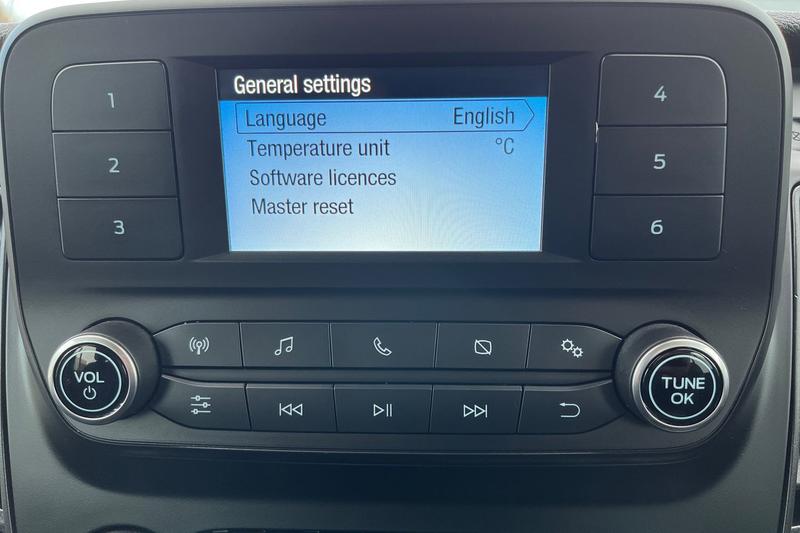 General settings
Language English
Temperature unit °C
Software licences
Master reset
1
2
3
4
5
6
VOL
TUNE
OK